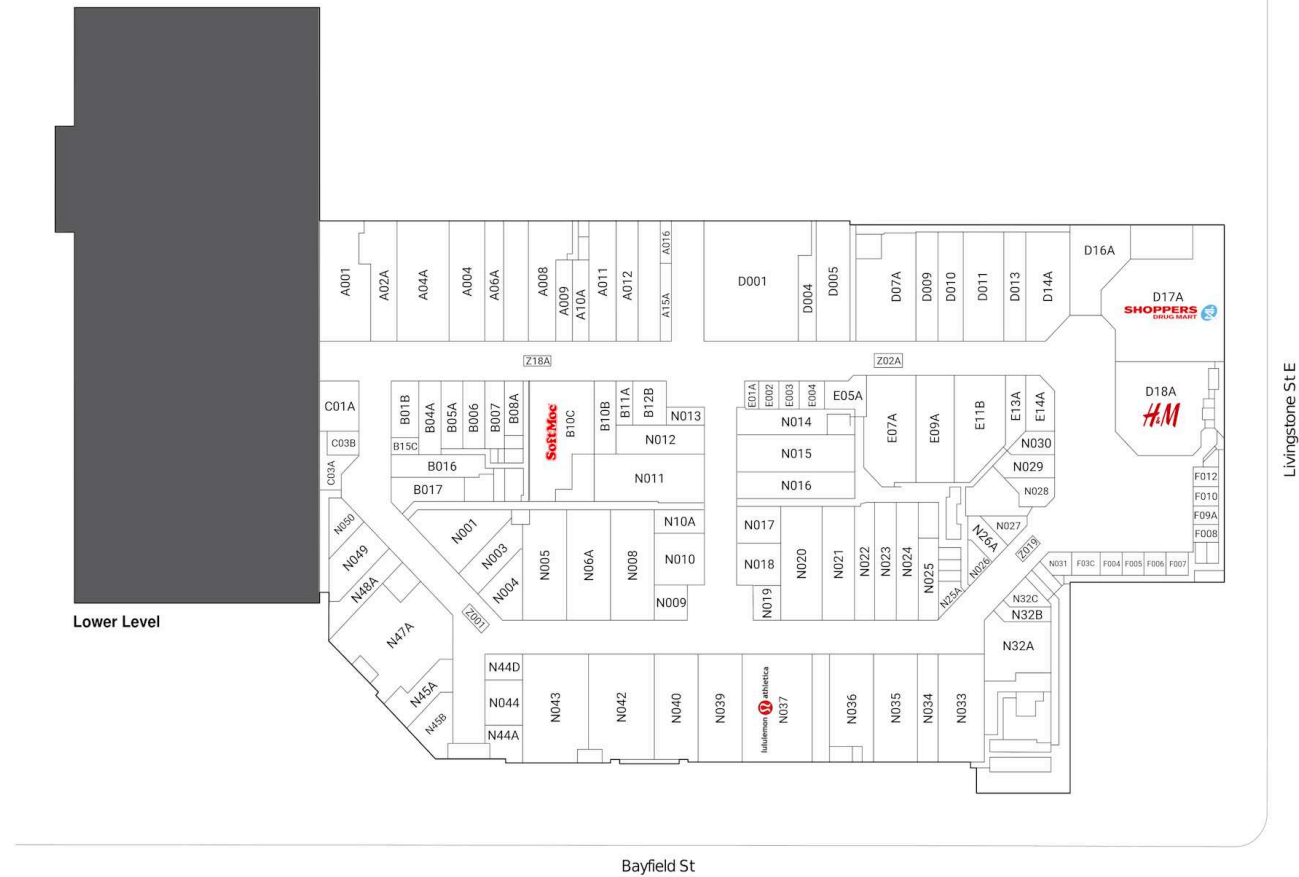 A001
A02A
A04A
A004
A06A
A008
A009
A10A
A011
A012
A016
A15A
D001
D004
D005
D07A
D009
D010
D011
D013
D14A
D16A
D17A
SHOPPERS
DRUG MART
Z18A
Z02A
C01A
C03B
C03A
B01B
B04A
B05A
B006
B007
B08A
SoftMoc
B10C
B10B
B11A
B12B
N013
N012
N011
B15C
B016
B017
E01A
E002
E003
E004
E05A
N014
N015
N016
E07A
E09A
E11B
E13A
E14A
N030
N029
N028
D18A
H&M
F012
F010
F09A
F008
Livingstone St E
N050
N049
N48A
N47A
N45A
N45B
N001
N003
N004
Z001
N005
N06A
N008
N10A
N010
N009
N017
N018
N019
N020
N021
N022
N023
N024
N025
N25A
N26A
N026
N027
Z019
N031
F03C
F004
F005
F006
F007
N32C
N32B
N32A
Lower Level
N44D
N044
N44A
N043
N042
N040
N039
lululemon athletica
N037
N036
N035
N034
N033
Bayfield St